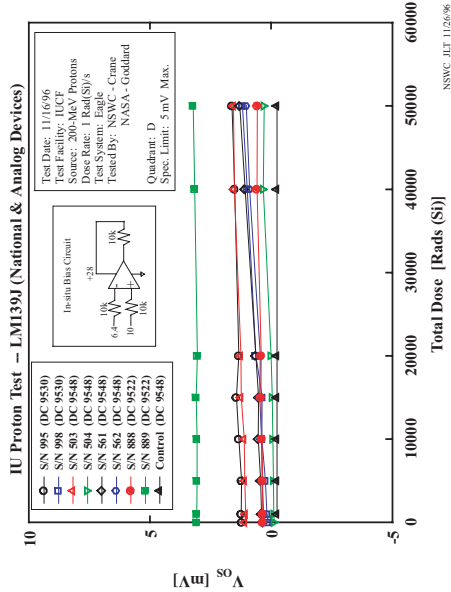 IU Proton Test – LM139J (National & Analog Devices)
S/N 995 (DC 9530)
S/N 998 (DC 9530)
S/N 503 (DC 9548)
S/N 504 (DC 9548)
S/N 561 (DC 9548)
S/N 562 (DC 9548)
S/N 888 (DC 9522)
S/N 889 (DC 9522)
Control (DC 9548)
In-situ Bias Circuit
+28
10k
6.4
10k
-
+
10
10k
Test Date: 11/16/96
Test Facility: IUCF
Source: 200-MeV Protons
Dose Rate: 1 Rad(Si)/s
Test System: Eagle
Tested By: NSWC - Crane
NASA - Goddard
Quadrant: D
Spec. Limit: 5 mV Max.
VOS [mV]
10
5
0
-5
0
10000
20000
30000
40000
50000
60000
Total Dose [Rads (Si)]
NSWC JLT 11/26/96